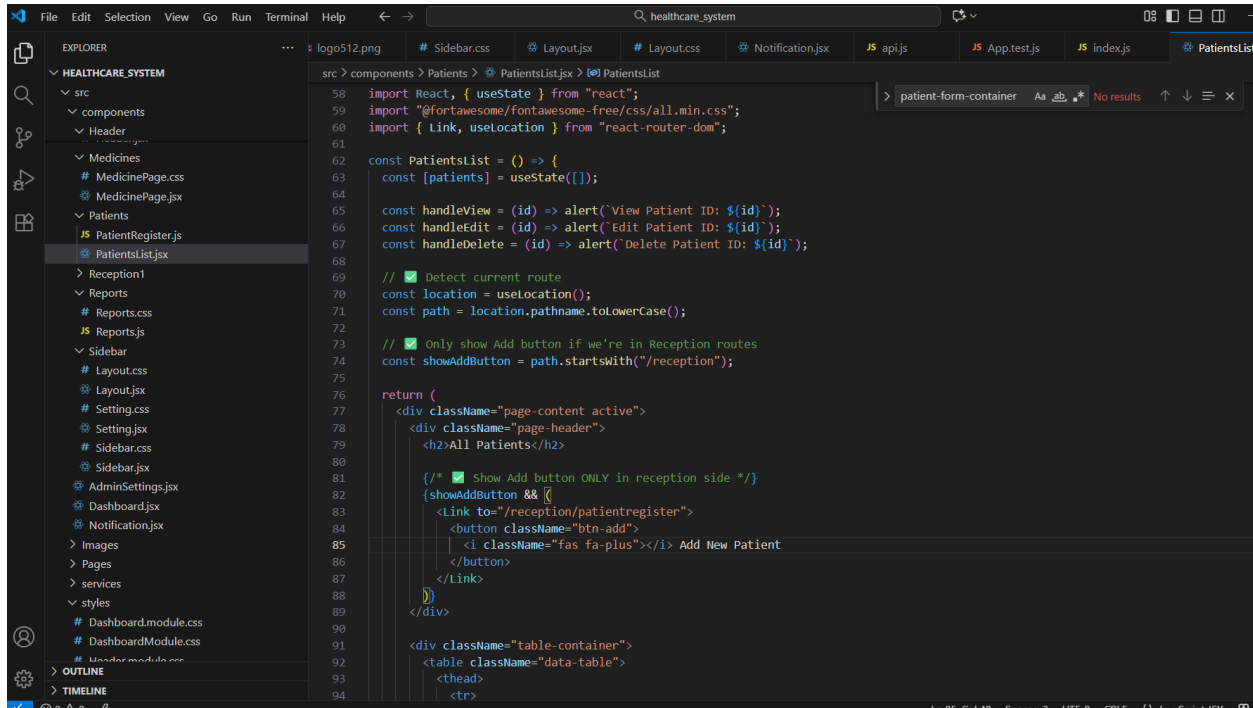 File Edit Selection View Go Run Terminal Help
healthcare_system
EXPLORER
HEALTHCARE_SYSTEM
src
components
Header
Medicines
# MedicinePage.css
MedicinePage.jsx
Patients
JS PatientRegister.js
PatientsList.jsx
Reception1
Reports
# Reports.css
JS Reports.js
Sidebar
# Layout.css
Layout.jsx
# Setting.css
Setting.jsx
# Sidebar.css
Sidebar.jsx
AdminSettings.jsx
Dashboard.jsx
Notification.jsx
Images
Pages
services
styles
# Dashboard.module.css
# DashboardModule.css
# Header.module.css
OUTLINE
TIMELINE
logo512.png # Sidebar.css Layout.jsx # Layout.css Notification.jsx JS api.js JS App.test.js JS index.js PatientsList
src > components > Patients > PatientsList.jsx > PatientsList
patient-form-container Aa ab .* No results
58 import React, { useState } from "react";
59 import "@fortawesome/fontawesome-free/css/all.min.css";
60 import { Link, useLocation } from "react-router-dom";
61
62 const PatientsList = () => {
63 const [patients] = useState([]);
64
65 const handleView = (id) => alert(`View Patient ID: ${id}`);
66 const handleEdit = (id) => alert(`Edit Patient ID: ${id}`);
67 const handleDelete = (id) => alert(`Delete Patient ID: ${id}`);
68
69 // ✅ Detect current route
70 const location = useLocation();
71 const path = location.pathname.toLowerCase();
72
73 // ✅ Only show Add button if we're in Reception routes
74 const showAddButton = path.startsWith("/reception");
75
76 return (
77 <div className="page-content active">
78 <div className="page-header">
79 <h2>All Patients</h2>
80
81 {/* ✅ Show Add button ONLY in reception side */}
82 {showAddButton && (
83 <Link to="/reception/patientregister">
84 <button className="btn-add">
85 <i className="fas fa-plus"></i> Add New Patient
86 </button>
87 </Link>
88 )}
89 </div>
90
91 <div className="table-container">
92 <table className="data-table">
93 <thead>
94 <tr>